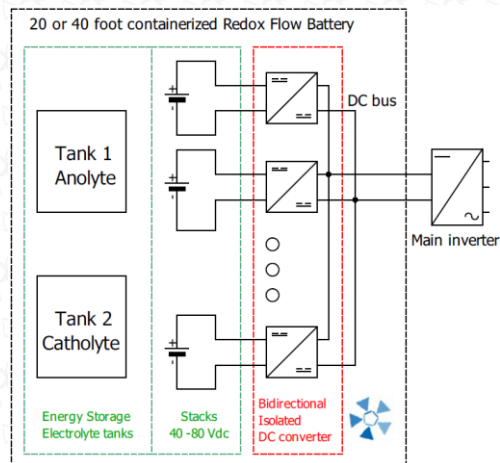 20 or 40 foot containerized Redox Flow Battery
DC bus
Tank 1
Anolyte
Main inverter
Tank 2
Catholyte
Energy Storage
Electrolyte tanks
Stacks
40 -80 Vdc
Bidirectional
Isolated
DC converter